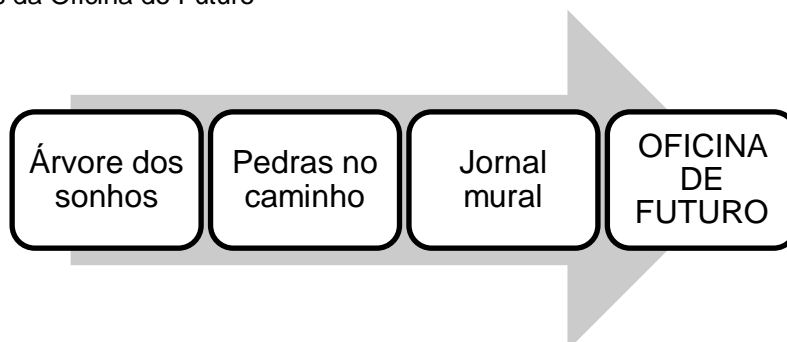 da Oficina de Futuro
Árvore dos
sonhos
Pedras no
caminho
Jornal
mural
OFICINA
DE
FUTURO